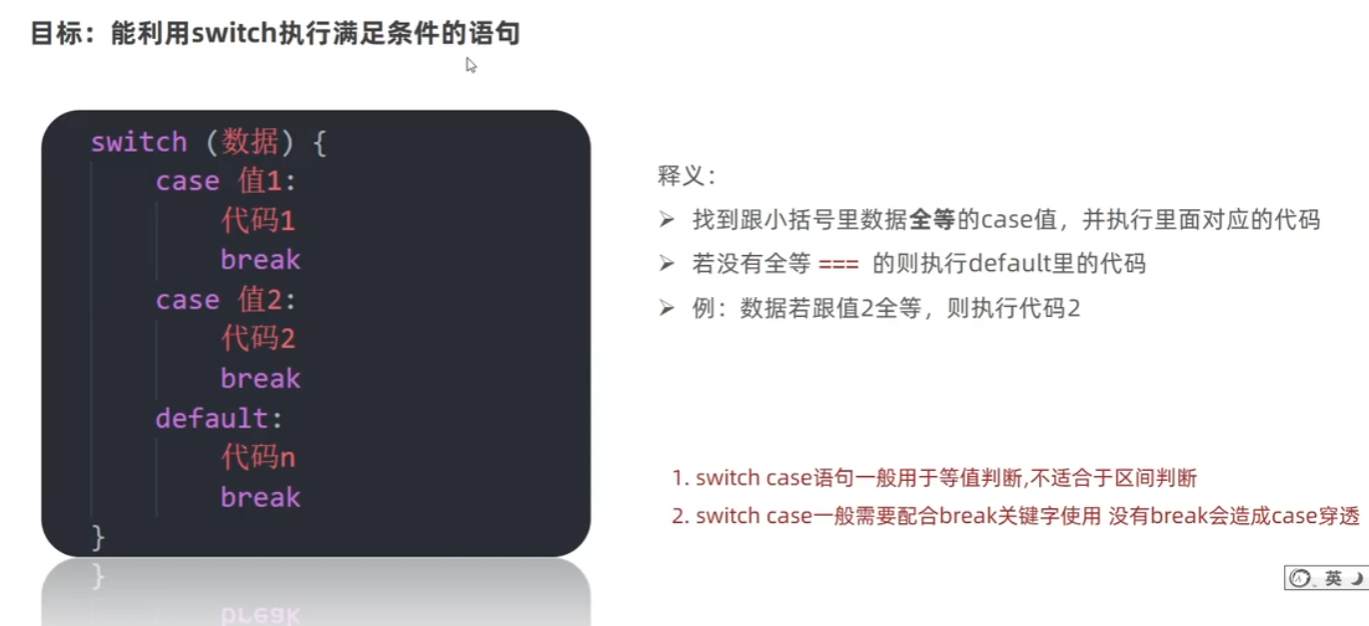 目标：能利用switch执行满足条件的语句
switch (数据) {
case 值1:
代码1
break
case 值2:
代码2
break
default:
代码n
break
}
释义：
找到跟小括号里数据全等的case值，并执行里面对应的代码
若没有全等 === 的则执行default里的代码
例：数据若跟值2全等，则执行代码2
1. switch case语句一般用于等值判断,不适合于区间判断
2. switch case一般需要配合break关键字使用 没有break会造成case穿透
英